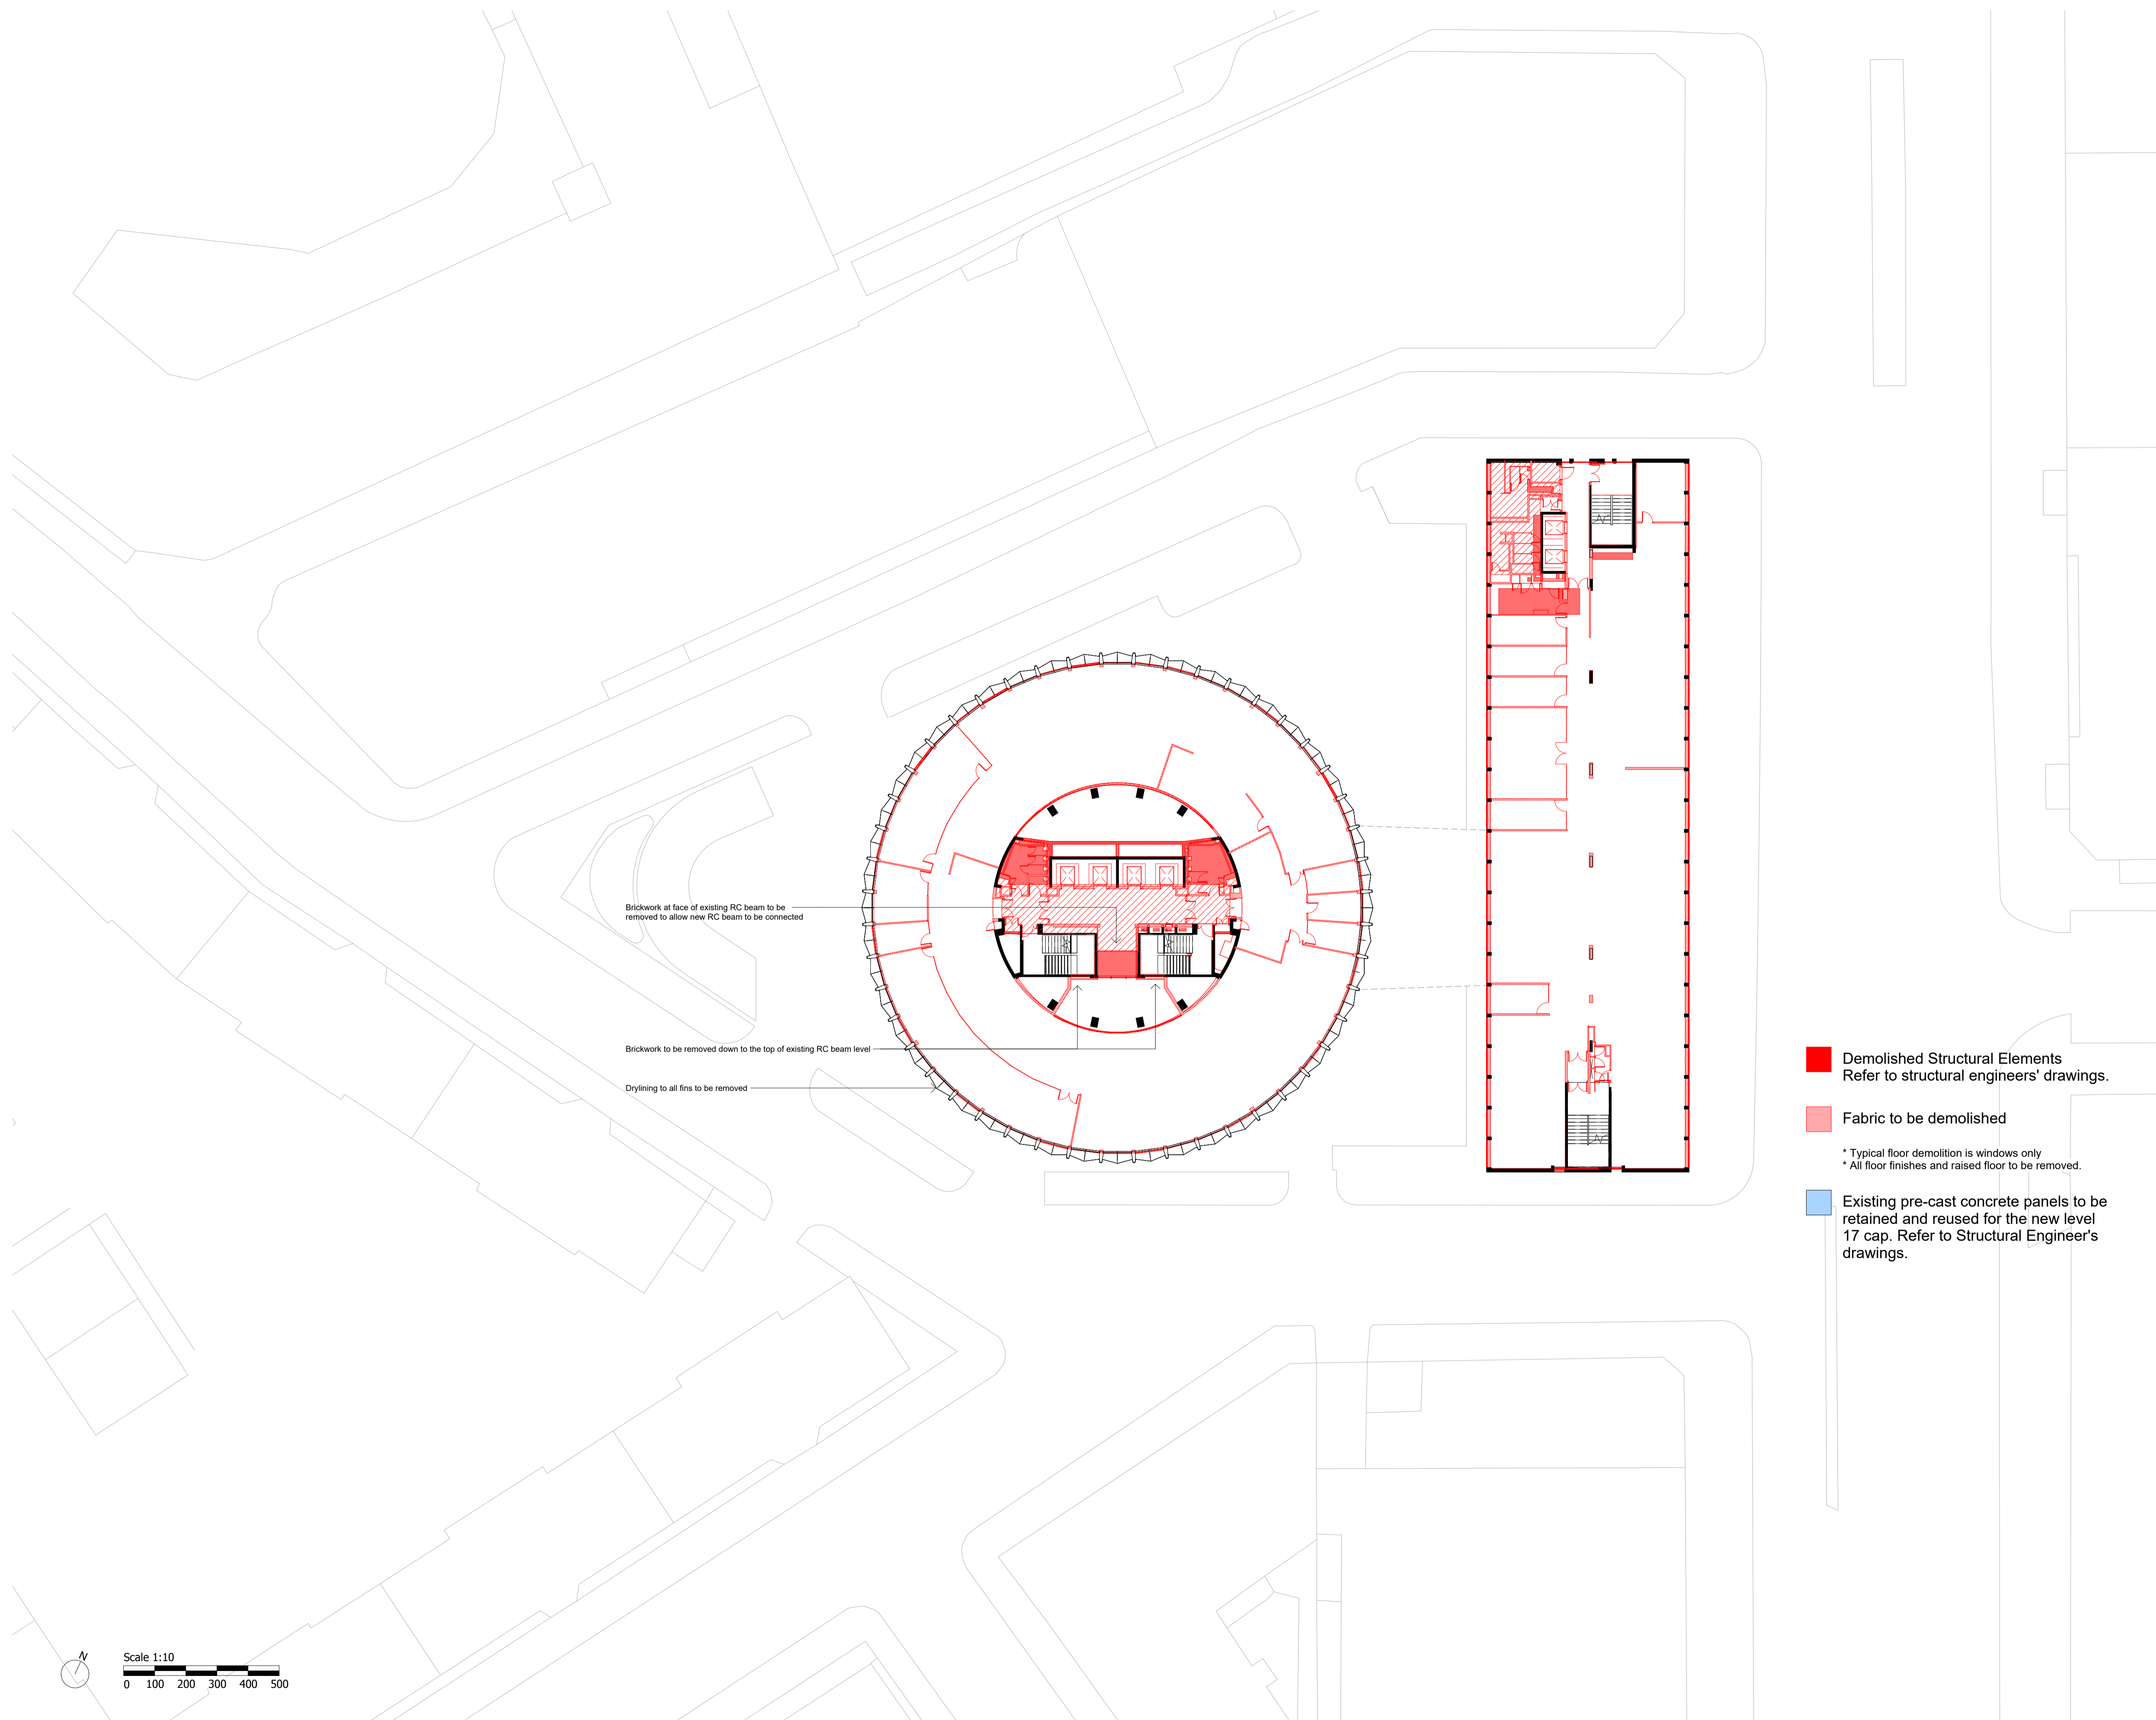 Brickwork at face of existing RC beam to be
removed to allow new RC beam to be connected
Brickwork to be removed down to the top of existing RC beam level
Drylining to all fins to be removed
Demolished Structural Elements
Refer to structural engineers' drawings.
Fabric to be demolished
* Typical floor demolition is windows only
* All floor finishes and raised floor to be removed.
Existing pre-cast concrete panels to be
retained and reused for the new level
17 cap. Refer to Structural Engineer's
drawings.
N
Scale 1:10
0 100 200 300 400 500